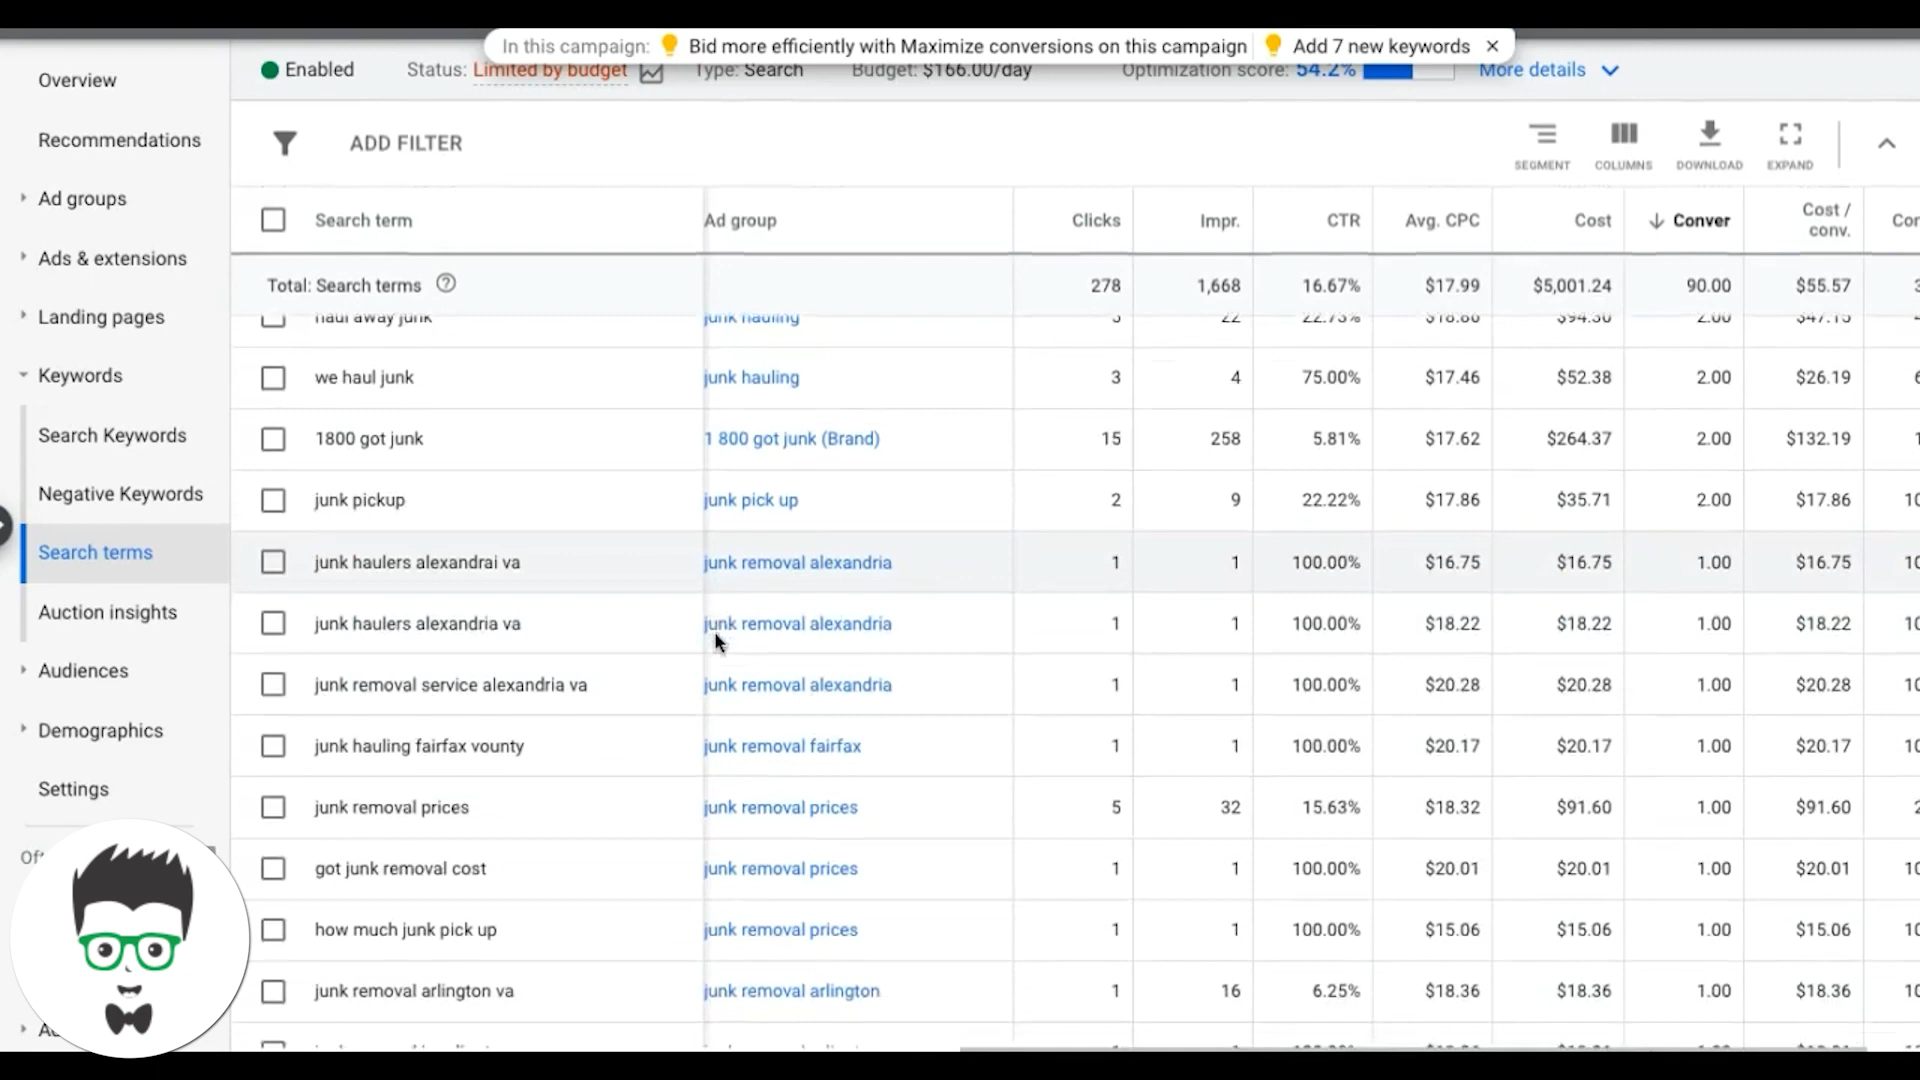 In this campaign: Bid more efficiently with Maximize conversions on this campaign Add 7 new keywords
Enabled Status: Limited by budget Type: Search Budget: $166.00/day Optimization score: 54.2% More details
ADD FILTER
SEGMENT COLUMNS DOWNLOAD EXPAND
Overview
Recommendations
Ad groups
Ads & extensions
Landing pages
Keywords
Search Keywords
Negative Keywords
Search terms
Auction insights
Audiences
Demographics
Settings
Search term Ad group Clicks Impr. CTR Avg. CPC Cost Conver Cost / conv.
Total: Search terms 278 1,668 16.67% $17.99 $5,001.24 90.00 $55.57
haul away junk junk hauling 22 2.00
we haul junk junk hauling 3 4 75.00% $17.46 $52.38 2.00 $26.19
1800 got junk 1 800 got junk (Brand) 15 258 5.81% $17.62 $264.37 2.00 $132.19
junk pickup junk pick up 2 9 22.22% $17.86 $35.71 2.00 $17.86
junk haulers alexandrai va junk removal alexandria 1 1 100.00% $16.75 $16.75 1.00 $16.75
junk haulers alexandria va junk removal alexandria 1 1 100.00% $18.22 $18.22 1.00 $18.22
junk removal service alexandria va junk removal alexandria 1 1 100.00% $20.28 $20.28 1.00 $20.28
junk hauling fairfax vounty junk removal fairfax 1 1 100.00% $20.17 $20.17 1.00 $20.17
junk removal prices junk removal prices 5 32 15.63% $18.32 $91.60 1.00 $91.60
got junk removal cost junk removal prices 1 1 100.00% $20.01 $20.01 1.00 $20.01
how much junk pick up junk removal prices 1 1 100.00% $15.06 $15.06 1.00 $15.06
junk removal arlington va junk removal arlington 1 16 6.25% $18.36 $18.36 1.00 $18.36